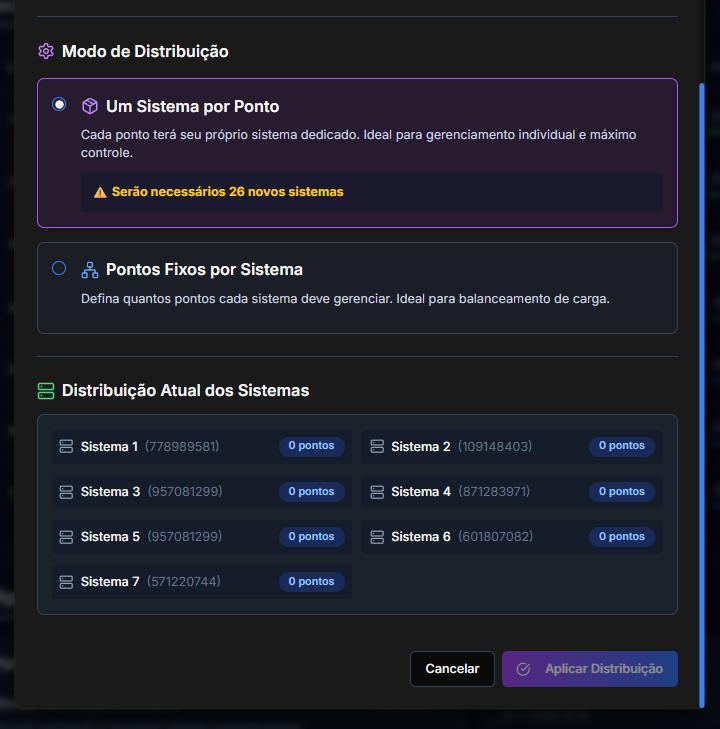 Modo de Distribuição
Um Sistema por Ponto
Cada ponto terá seu próprio sistema dedicado. Ideal para gerenciamento individual e máximo
controle.
Serão necessários 26 novos sistemas
Pontos Fixos por Sistema
Defina quantos pontos cada sistema deve gerenciar. Ideal para balanceamento de carga.
Distribuição Atual dos Sistemas
Sistema 1 (778989581) 0 pontos
Sistema 2 (109148403) 0 pontos
Sistema 3 (957081299) 0 pontos
Sistema 4 (871283971) 0 pontos
Sistema 5 (957081299) 0 pontos
Sistema 6 (601807082) 0 pontos
Sistema 7 (571220744) 0 pontos
Cancelar
Aplicar Distribuição